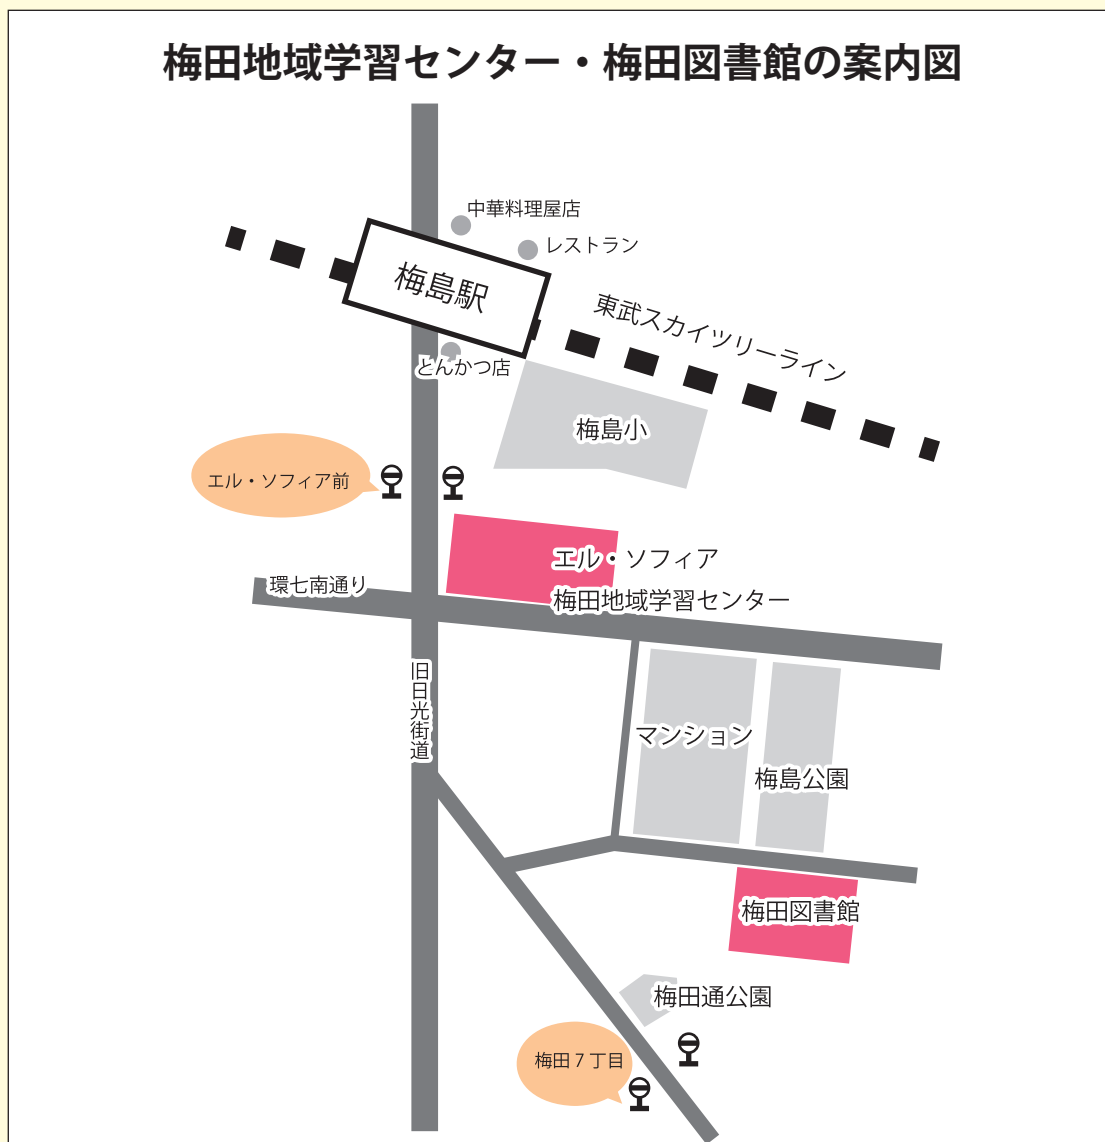 梅田地域学習センター・梅田図書館の案内図
中華料理屋店
レストラン
梅島駅
東武スカイツリーライン
とんかつ店
梅島小
エル・ソフィア前
エル・ソフィア
環七南通り
梅田地域学習センター
旧日光街道
マンション
梅島公園
梅田図書館
梅田通公園
梅田7丁目